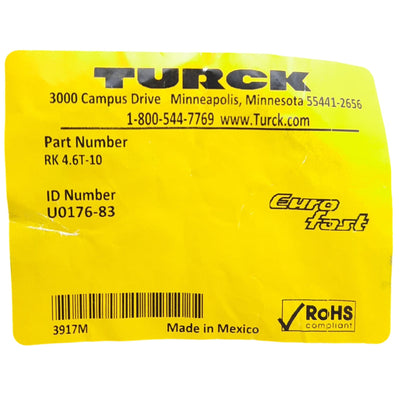 TURCK
3000 Campus Drive Minneapolis, Minnesota 55441-2656
1-800-544-7769 www.Turck.com
Part Number
RK 4.6T-10
ID Number
U0176-83
Euro
fast
3917M
Made in Mexico
RoHS
compliant